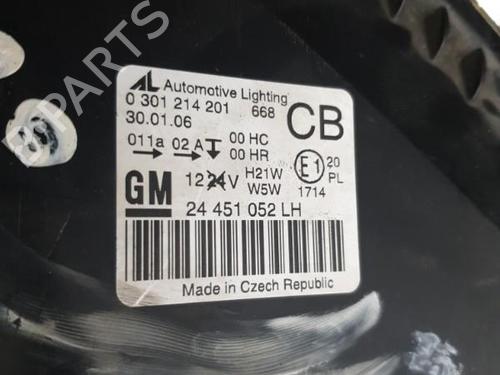 B-PARTS
AL Automotive Lighting
0 301 214 201 668
30.01.06
CB
011a 02 A 00 HC
00 HR
E1 20 PL
1714
GM 12 24 V H21W
W5W
24 451 052 LH
Made in Czech Republic